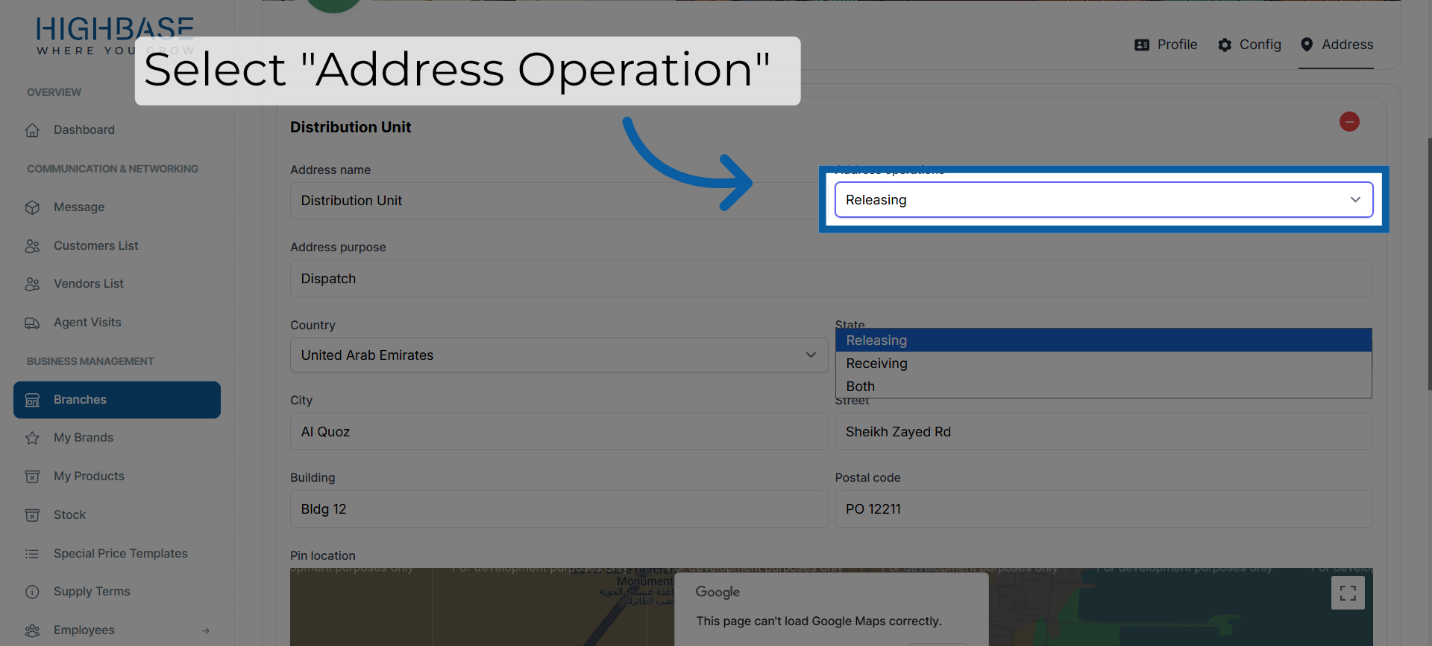 HIGHBASE
WHERE YOU GROW
Select "Address Operation"
Profile
Config
Address
OVERVIEW
Dashboard
COMMUNICATION & NETWORKING
Message
Customers List
Vendors List
Agent Visits
BUSINESS MANAGEMENT
Branches
My Brands
My Products
Stock
Special Price Templates
Supply Terms
Employees
Distribution Unit
Address name
Address operations
Distribution Unit
Releasing
Address purpose
Dispatch
Country
State
United Arab Emirates
Releasing
Receiving
Both
City
Street
Al Quoz
Sheikh Zayed Rd
Building
Postal code
Bldg 12
PO 12211
Pin location
For development purposes only
Monument
Google
This page can't load Google Maps correctly.